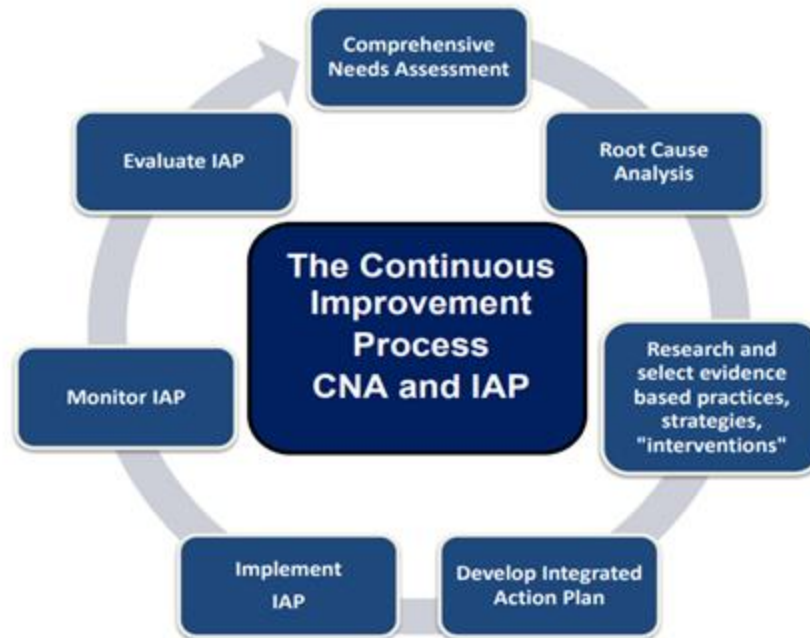 Comprehensive
Needs Assessment
Root Cause
Analysis
Research and
select evidence
based practices,
strategies,
"interventions"
Develop Integrated
Action Plan
Implement
IAP
Monitor IAP
Evaluate IAP
The Continuous
Improvement
Process
CNA and IAP